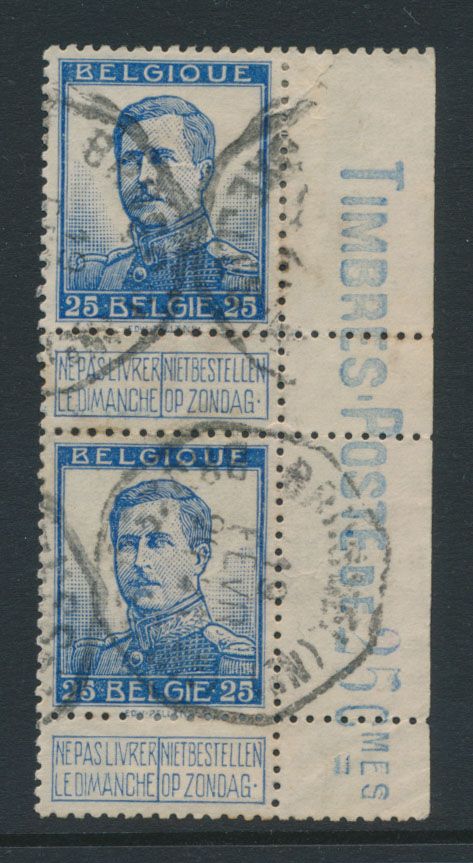 BELGIQUE
25 BELGIE 25
NE PAS LIVRER NIET BESTELLEN
LE DIMANCHE OP ZONDAG.
BELGIQUE
25 BELGIE 25
NE PAS LIVRER NIET BESTELLEN
LE DIMANCHE OP ZONDAG.
TIMBRES-POSTE DE 25 CMES